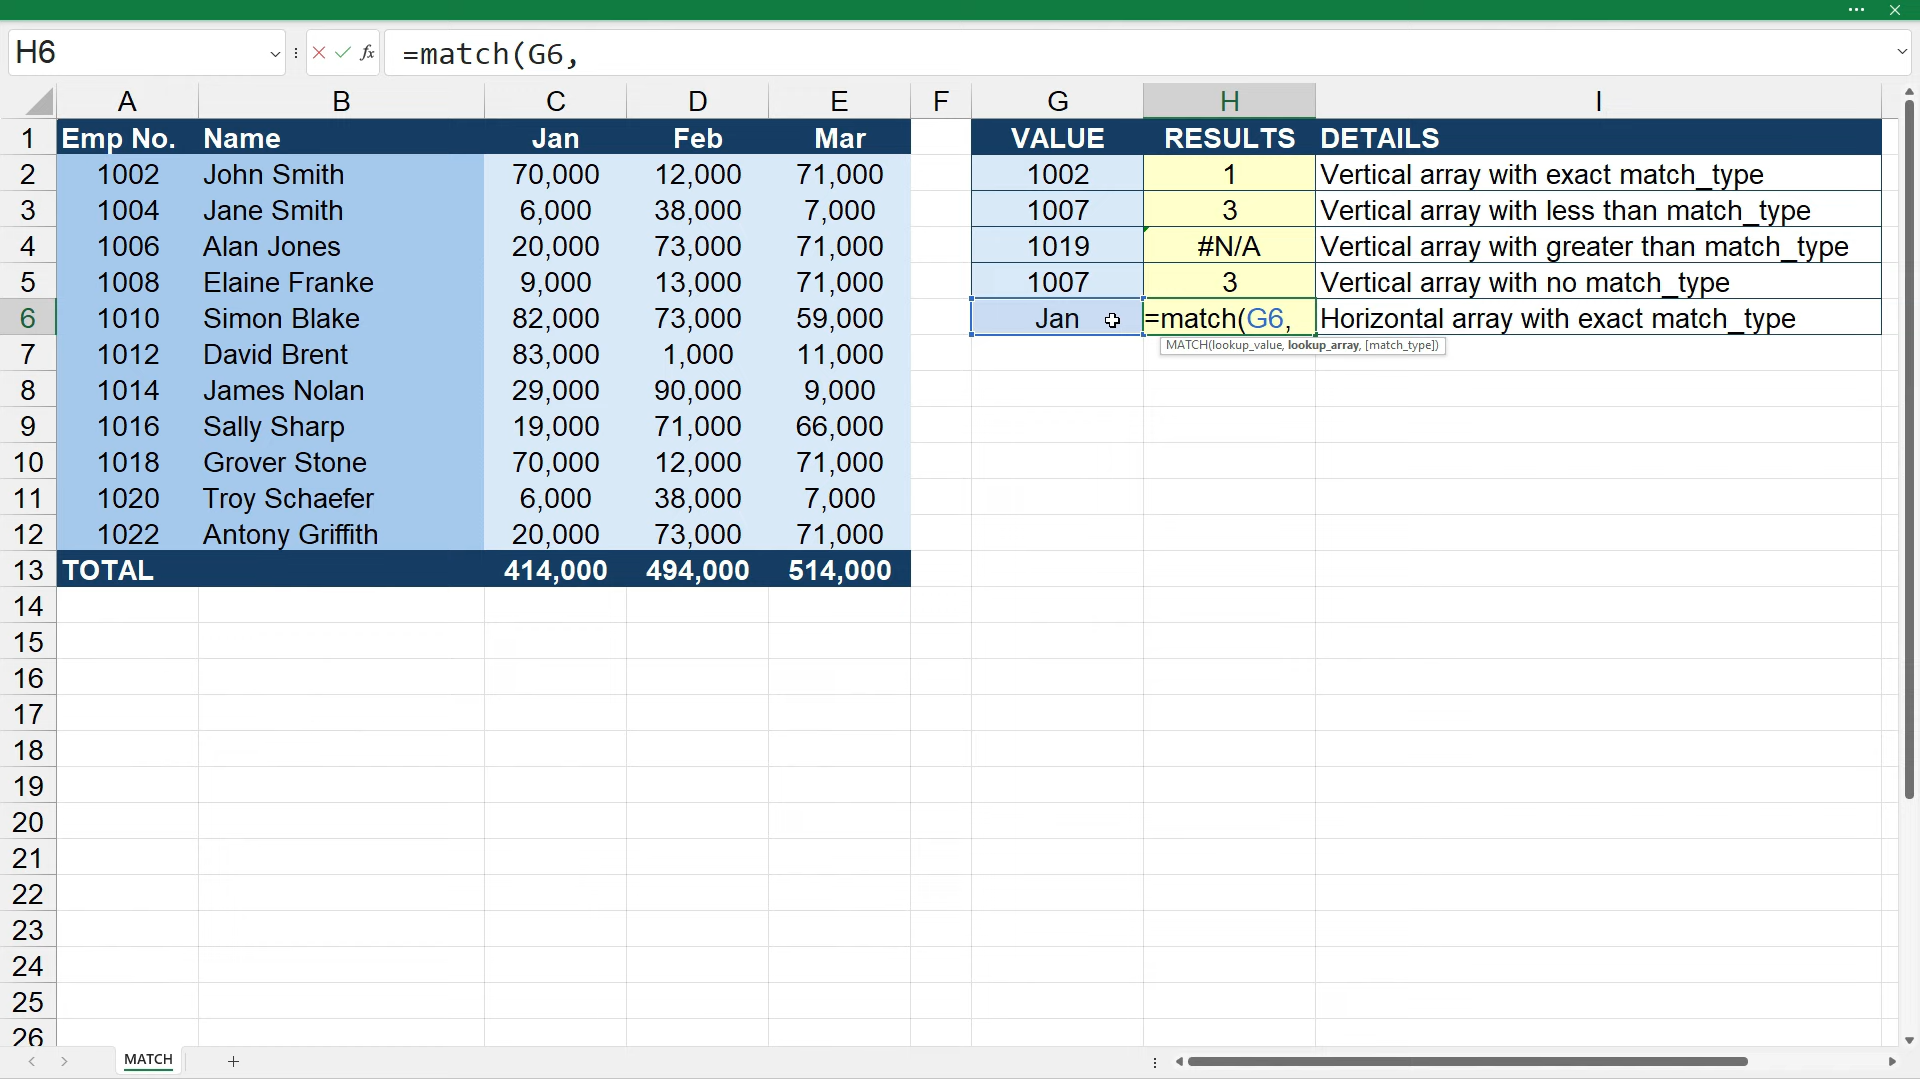 H6 fx =match(G6,
A B C D E F G H I
1 Emp No. Name Jan Feb Mar VALUE RESULTS DETAILS
2 1002 John Smith 70,000 12,000 71,000 1002 1 Vertical array with exact match_type
3 1004 Jane Smith 6,000 38,000 7,000 1007 3 Vertical array with less than match_type
4 1006 Alan Jones 20,000 73,000 71,000 1019 #N/A Vertical array with greater than match_type
5 1008 Elaine Franke 9,000 13,000 71,000 1007 3 Vertical array with no match_type
6 1010 Simon Blake 82,000 73,000 59,000 Jan =match(G6, Horizontal array with exact match_type
MATCH(lookup_value, lookup_array, [match_type])
7 1012 David Brent 83,000 1,000 11,000
8 1014 James Nolan 29,000 90,000 9,000
9 1016 Sally Sharp 19,000 71,000 66,000
10 1018 Grover Stone 70,000 12,000 71,000
11 1020 Troy Schaefer 6,000 38,000 7,000
12 1022 Antony Griffith 20,000 73,000 71,000
13 TOTAL 414,000 494,000 514,000
14
15
16
17
18
19
20
21
22
23
24
25
26
MATCH